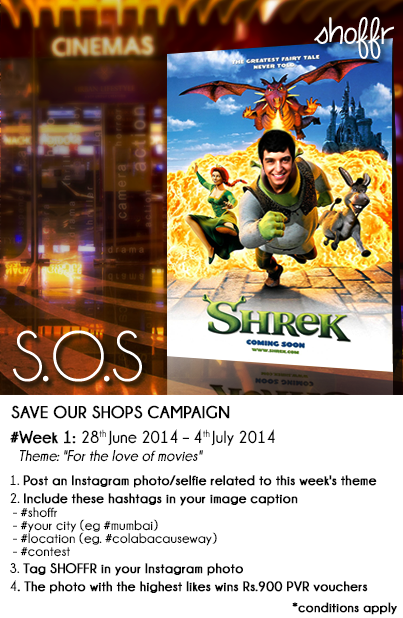 shoffr
CINEMAS
THE GREATEST FAIRY TALE
NEVER TOLD
camera
action
drama
SHREK
COMING SOON
WWW.SHREK.COM
S.O.S
SAVE OUR SHOPS CAMPAIGN
#Week 1: 28th June 2014 – 4th July 2014
Theme: "For the love of movies"
1. Post an Instagram photo/selfie related to this week's theme
2. Include these hashtags in your image caption
- #shoffr
- #your city (eg #mumbai)
- #location (eg. #colabacauseway)
- #contest
3. Tag SHOFFR in your Instagram photo
4. The photo with the highest likes wins Rs.900 PVR vouchers
*conditions apply